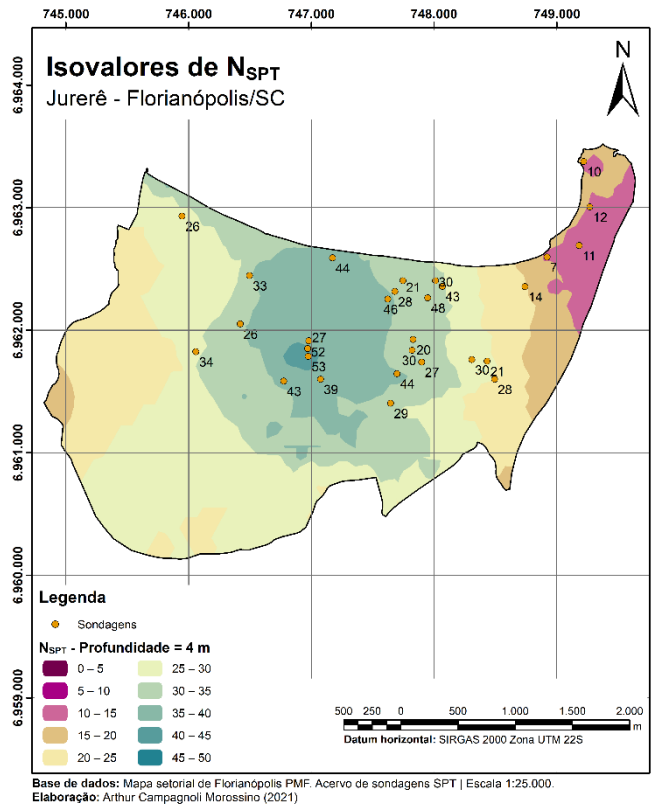 745.000 746.000 747.000 748.000 749.000
Isovalores de NSPT
Jurerê - Florianópolis/SC
N
6.964.000
6.963.000
6.962.000
6.961.000
6.960.000
6.959.000
10
12
26
11
44
7
33
21
30
14
28
43
46
48
26
27
20
34
52
30
53
27
30
21
44
43
39
28
29
Legenda
Sondagens
NSPT - Profundidade = 4 m
0 – 5 25 – 30
5 – 10 30 – 35
10 – 15 35 – 40
15 – 20 40 – 45
20 – 25 45 – 50
500 250 0 500 1.000 1.500 2.000
m
Datum horizontal: SIRGAS 2000 Zona UTM 22S
Base de dados: Mapa setorial de Florianópolis PMF. Acervo de sondagens SPT | Escala 1:25.000.
Elaboração: Arthur Campagnoli Morossino (2021)